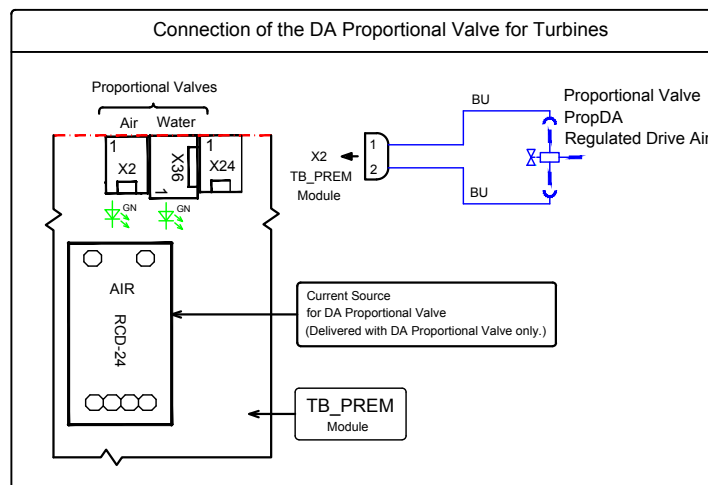 Connection of the DA Proportional Valve for Turbines
Proportional Valves
Air Water
1
X2
X36
1
X24
1
GN
GN
AIR
RCD-24
BU
Proportional Valve
PropDA
Regulated Drive Air
X2
TB_PREM
Module
1
2
BU
Current Source
for DA Proportional Valve
(Delivered with DA Proportional Valve only.)
TB_PREM
Module